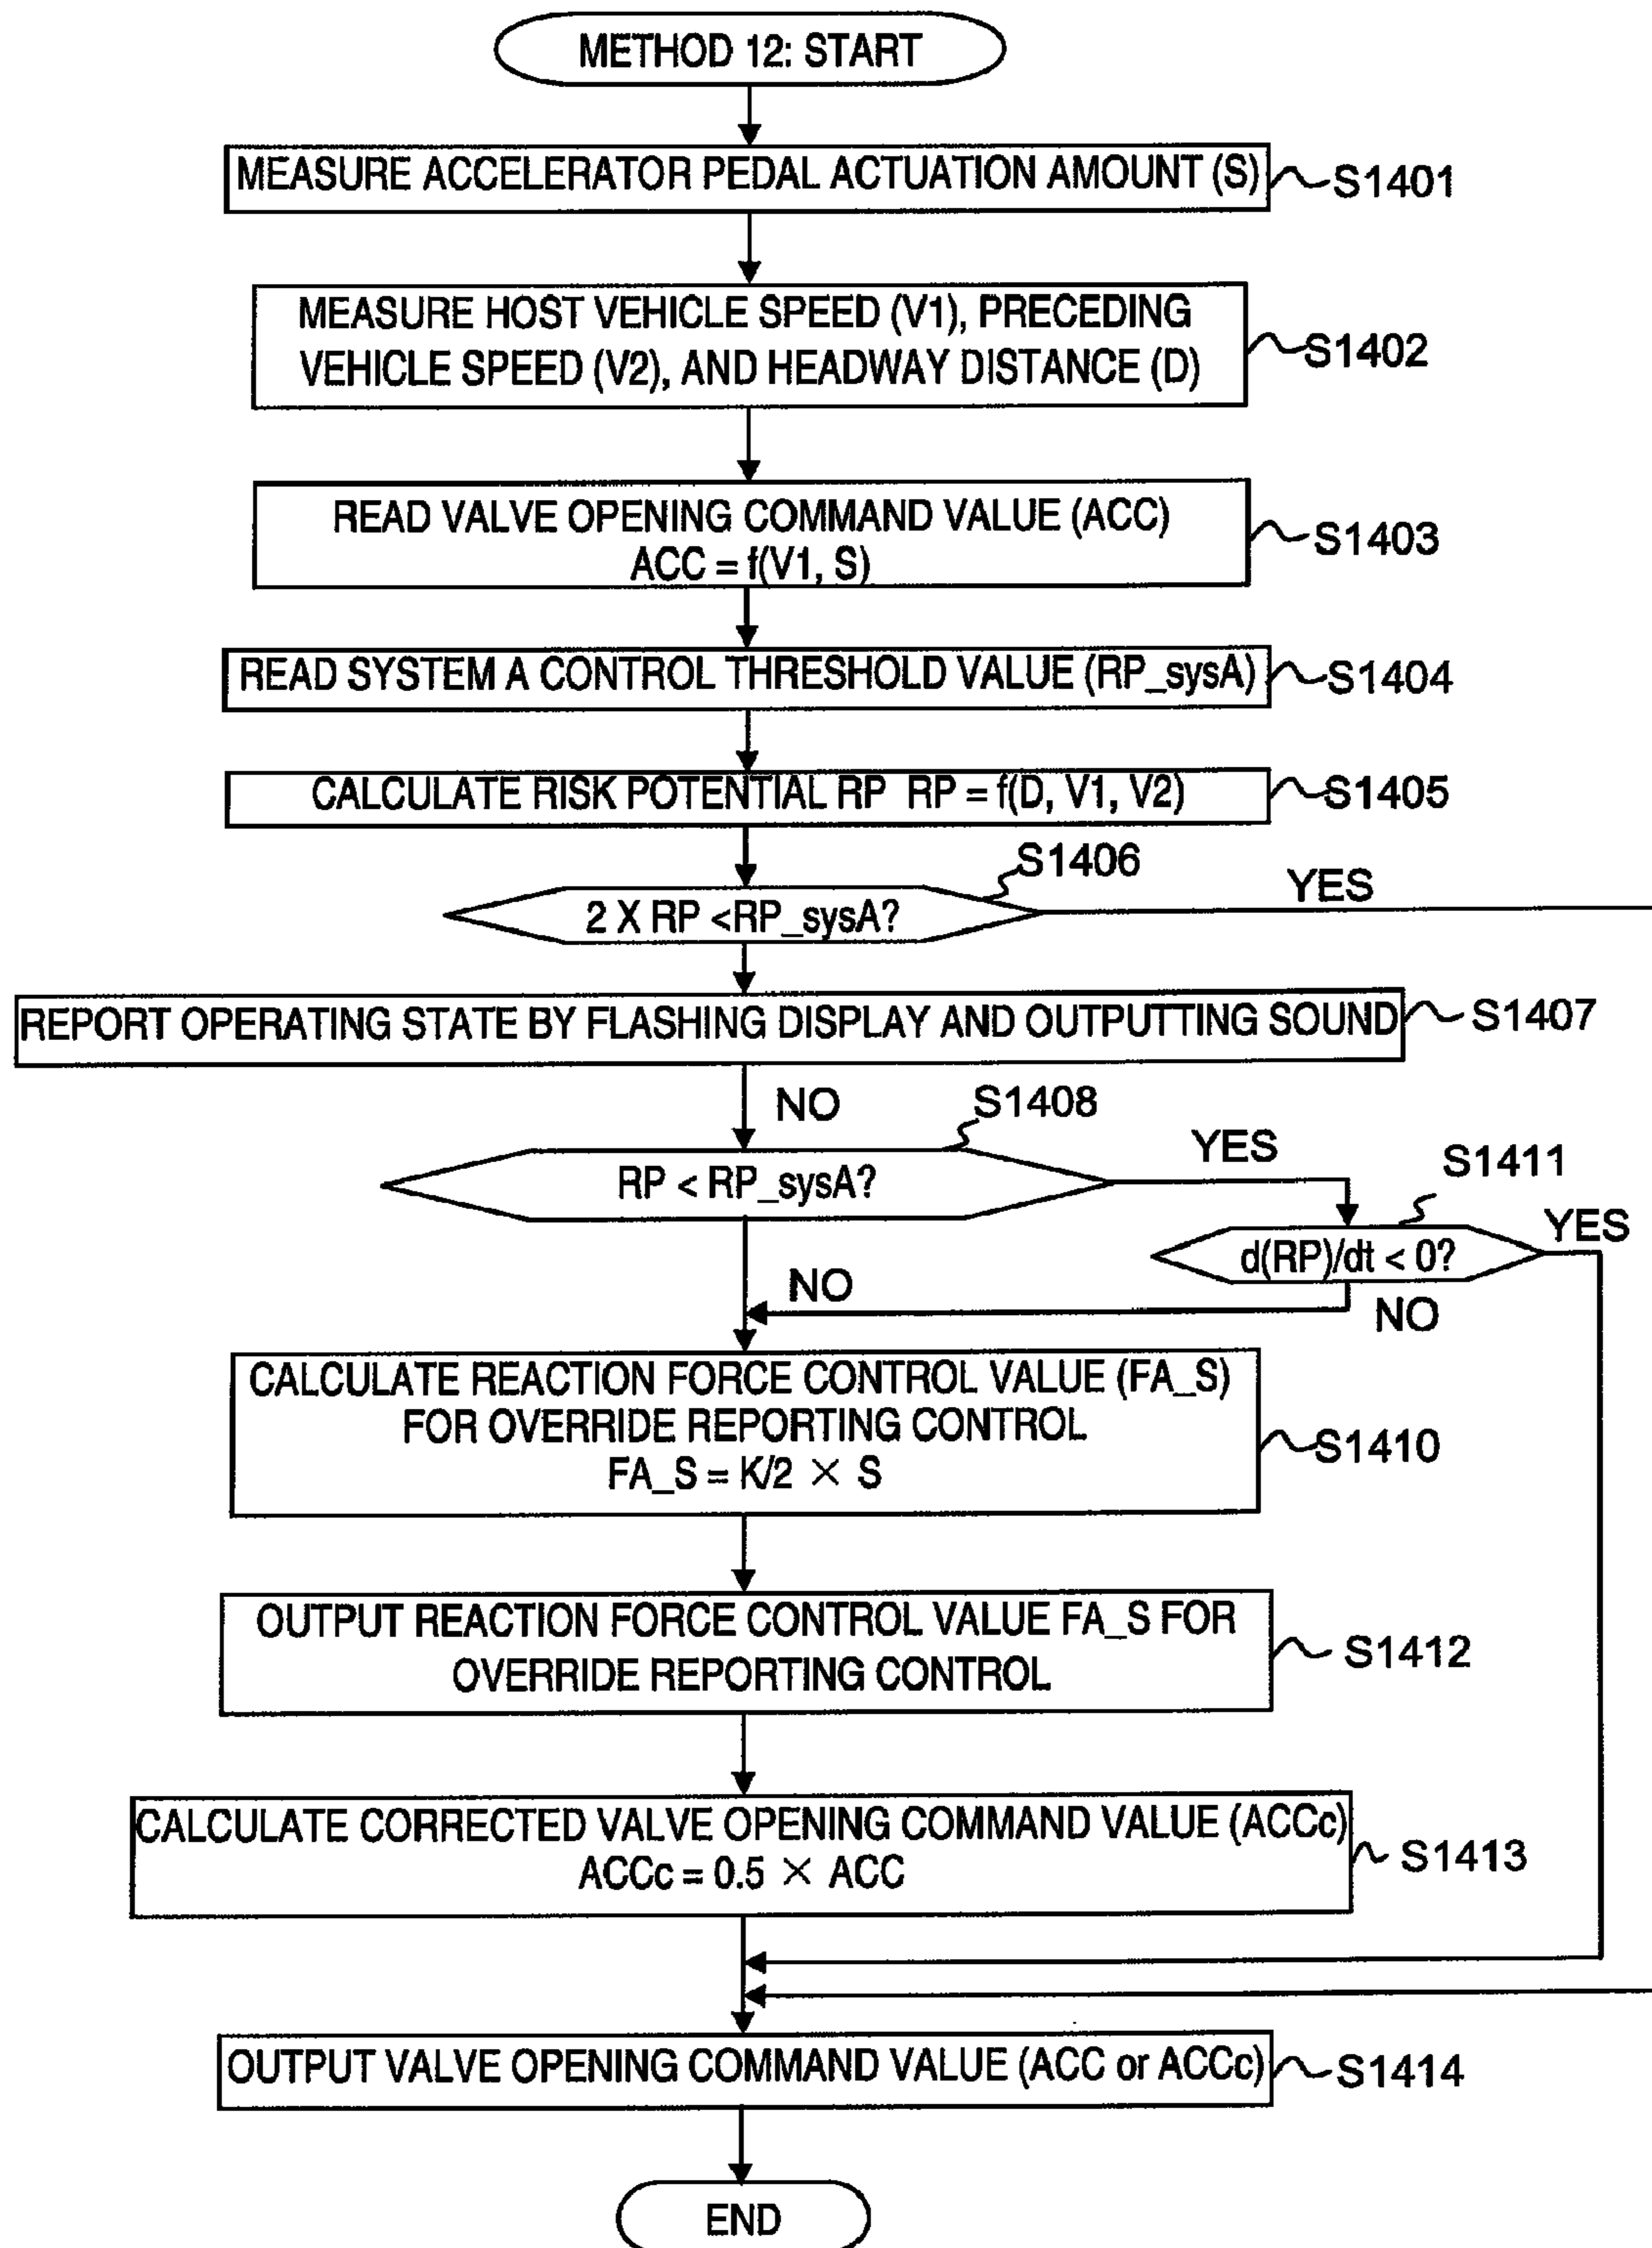 METHOD 12: START
MEASURE ACCELERATOR PEDAL ACTUATION AMOUNT (S)
S1401
MEASURE HOST VEHICLE SPEED (V1), PRECEDING
VEHICLE SPEED (V2), AND HEADWAY DISTANCE (D)
S1402
READ VALVE OPENING COMMAND VALUE (ACC)
ACC = f(V1, S)
S1403
READ SYSTEM A CONTROL THRESHOLD VALUE (RP_sysA)
S1404
CALCULATE RISK POTENTIAL RP RP = f(D, V1, V2)
S1405
S1406
2 X RP <RP_sysA?
YES
REPORT OPERATING STATE BY FLASHING DISPLAY AND OUTPUTTING SOUND
S1407
NO
S1408
RP < RP_sysA?
YES
S1411
d(RP)/dt < 0?
YES
NO
NO
CALCULATE REACTION FORCE CONTROL VALUE (FA_S)
FOR OVERRIDE REPORTING CONTROL
FA_S = K/2 × S
S1410
OUTPUT REACTION FORCE CONTROL VALUE FA_S FOR
OVERRIDE REPORTING CONTROL
S1412
CALCULATE CORRECTED VALVE OPENING COMMAND VALUE (ACCc)
ACCc = 0.5 × ACC
S1413
OUTPUT VALVE OPENING COMMAND VALUE (ACC or ACCc)
S1414
END